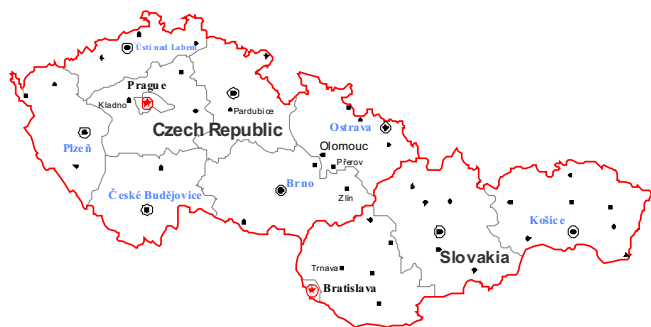 Ústí nad Labem
Prague
Kladno
Pardubice
Czech Republic
Ostrava
Plzeň
Olomouc
Přerov
Brno
České Budějovice
Zlín
Košice
Slovakia
Trnava
Bratislava